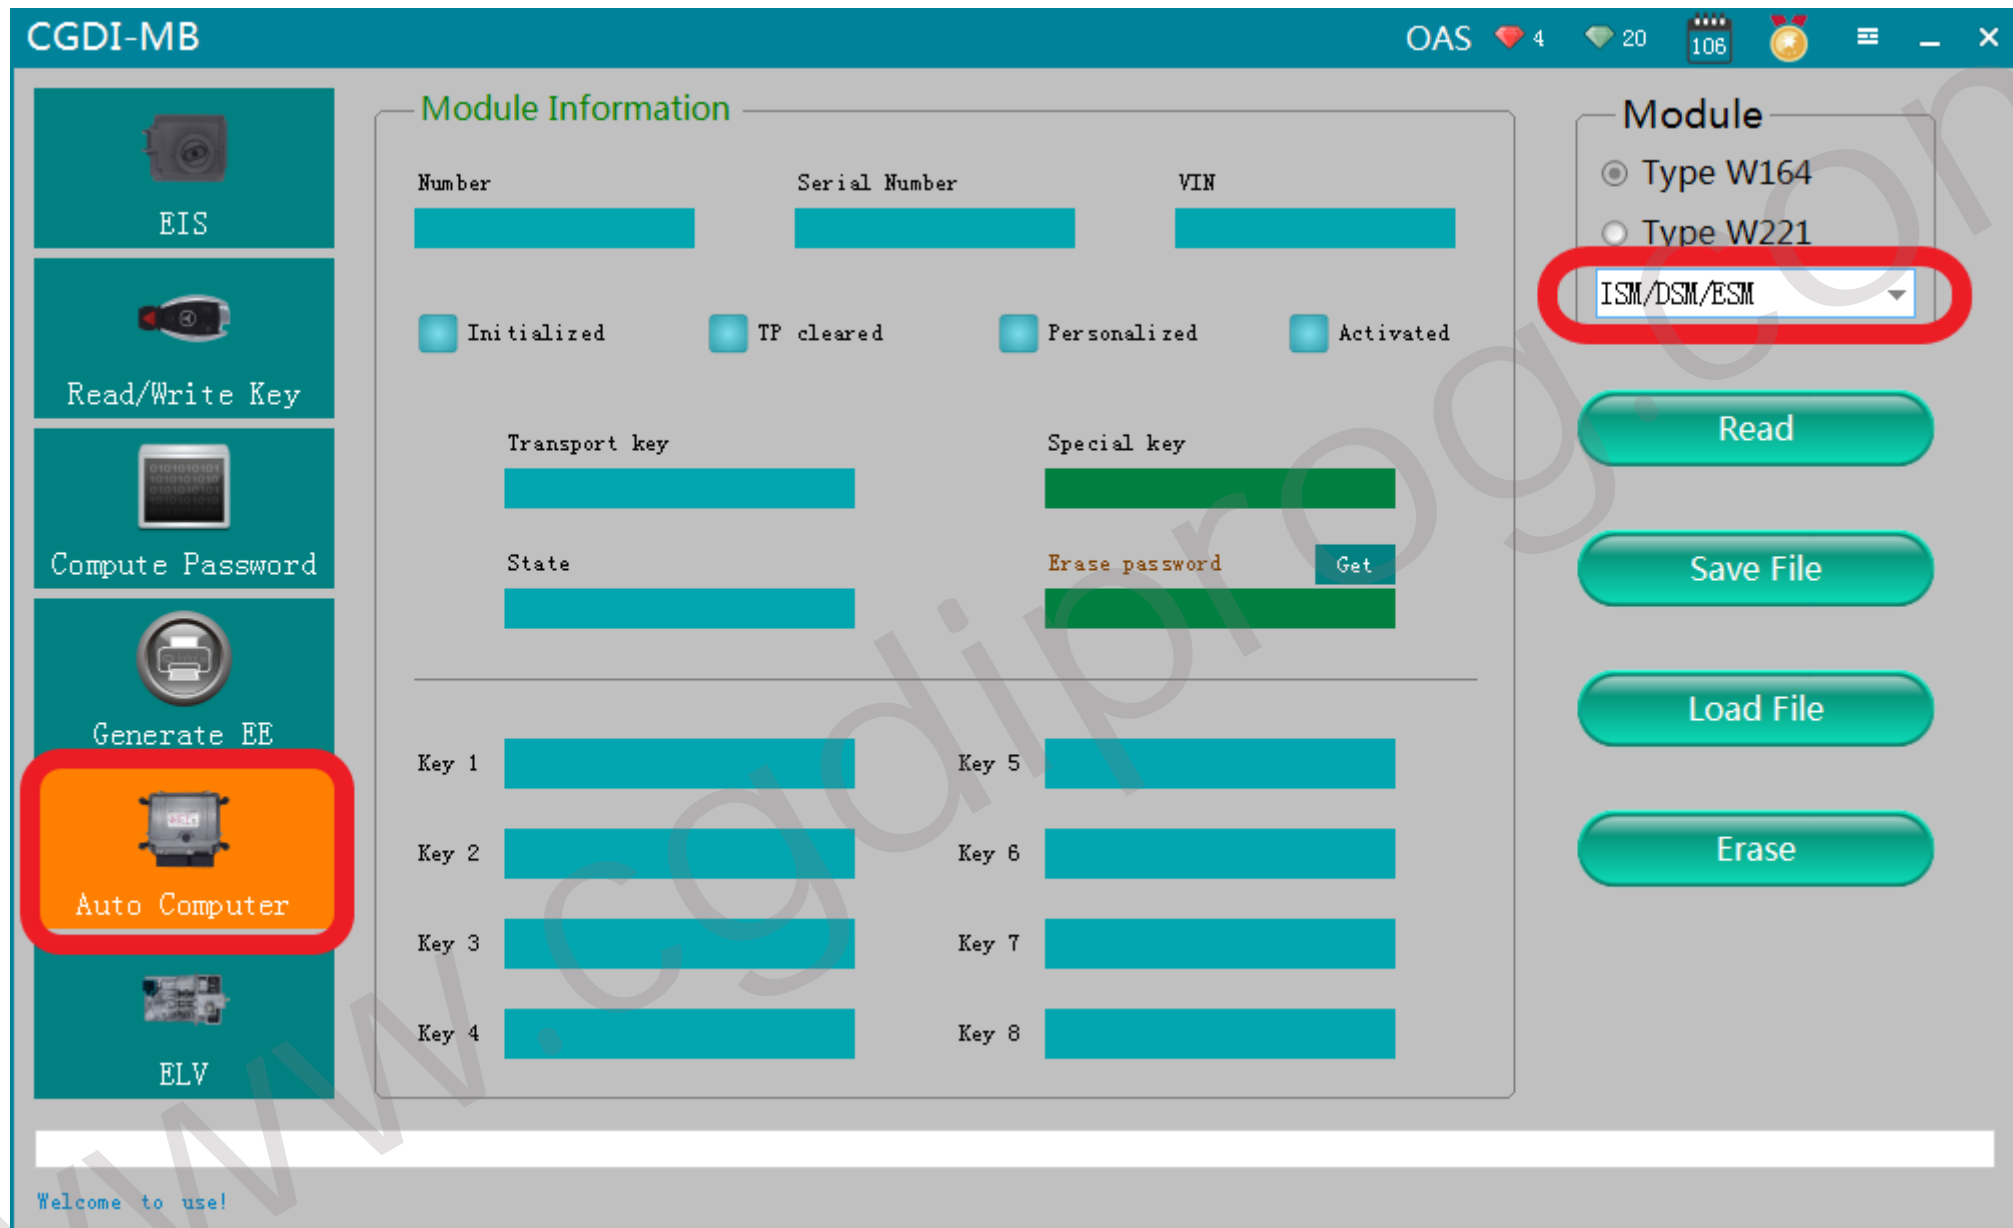 CGDI-MB
OAS 4 20 106
EIS
Read/Write Key
Compute Password
Generate EE
Auto Computer
ELV
Module Information
Number Serial Number VIN
Initialized TP cleared Personalized Activated
Transport key Special key
State Erase password Get
Key 1 Key 5
Key 2 Key 6
Key 3 Key 7
Key 4 Key 8
Module
Type W164
Type W221
ISM/DSM/ESM
Read
Save File
Load File
Erase
Welcome to use!
www.cgdiprog.com